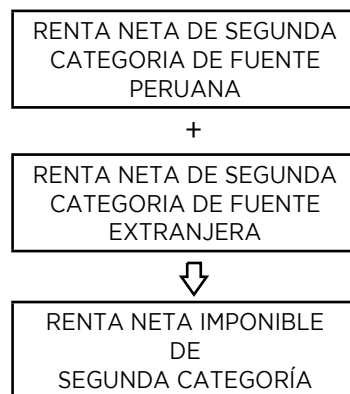 RENTA NETA DE SEGUNDA
CATEGORIA DE FUENTE
PERUANA
+
RENTA NETA DE SEGUNDA
CATEGORIA DE FUENTE
EXTRANJERA
RENTA NETA IMPONIBLE
DE
SEGUNDA CATEGORÍA